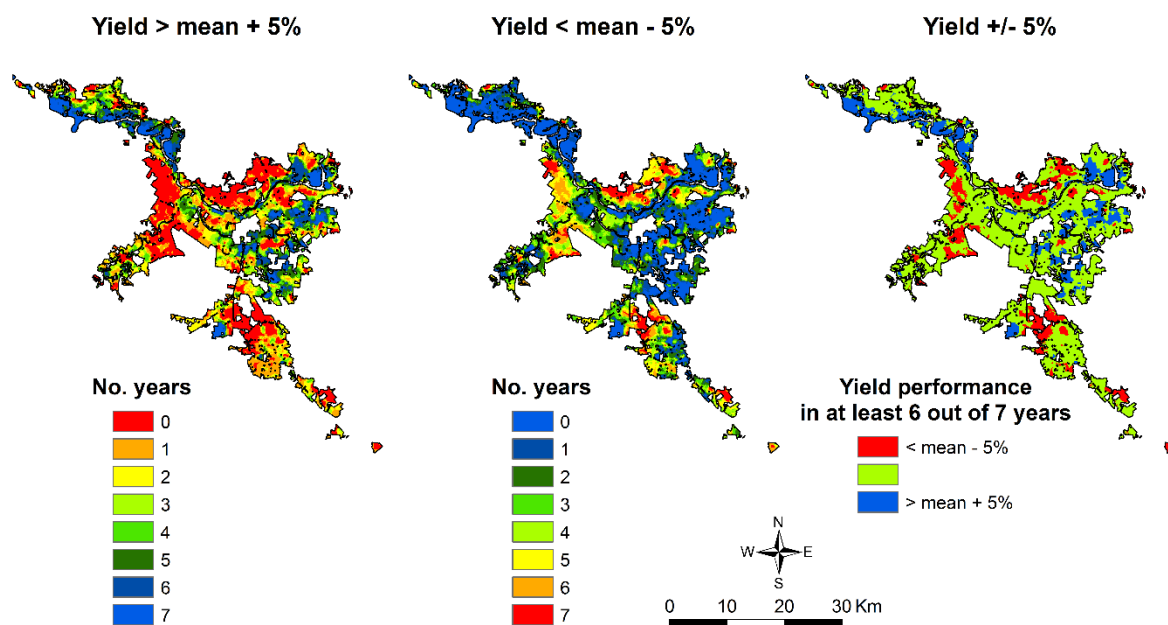 Yield > mean + 5%
Yield < mean - 5%
Yield +/- 5%
No. years
0
1
2
3
4
5
6
7
No. years
0
1
2
3
4
5
6
7
Yield performance
in at least 6 out of 7 years
< mean - 5%
> mean + 5%
N
W E
S
0 10 20 30 Km